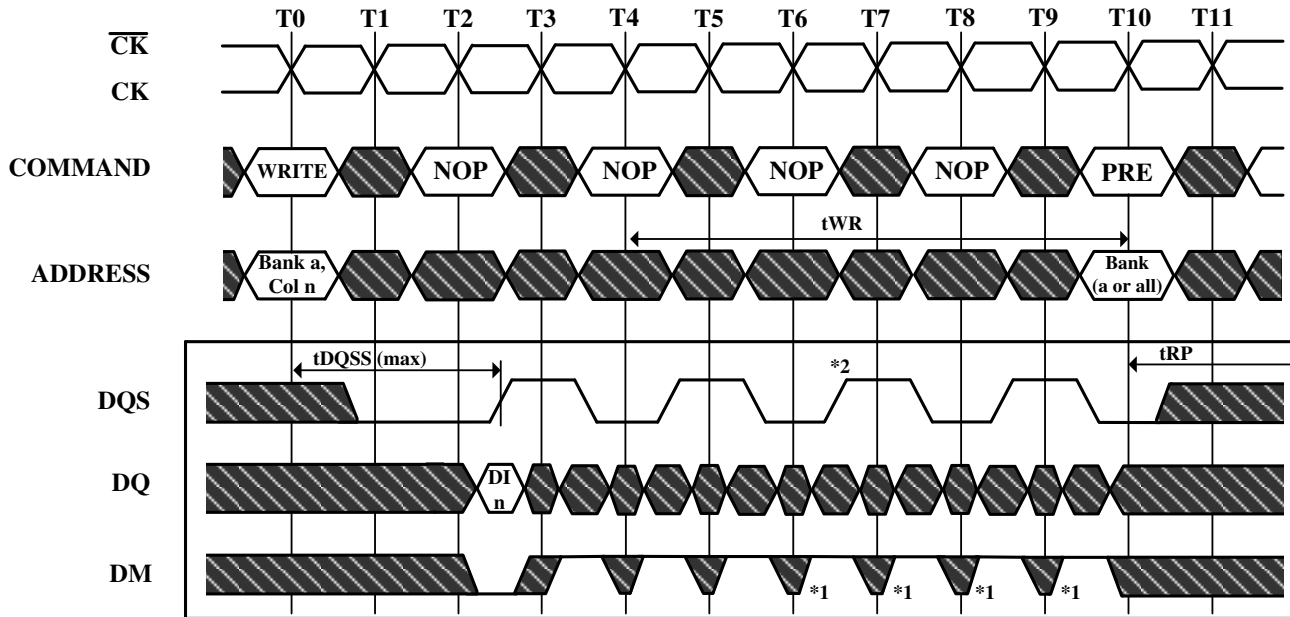 T0 T1 T2 T3 T4 T5 T6 T7 T8 T9 T10 T11
CK
CK
COMMAND WRITE NOP NOP NOP NOP PRE
tWR
ADDRESS Bank a, Col n Bank (a or all)
tDQSS (max) *2 tRP
DQS
DQ DI n
DM *1 *1 *1 *1